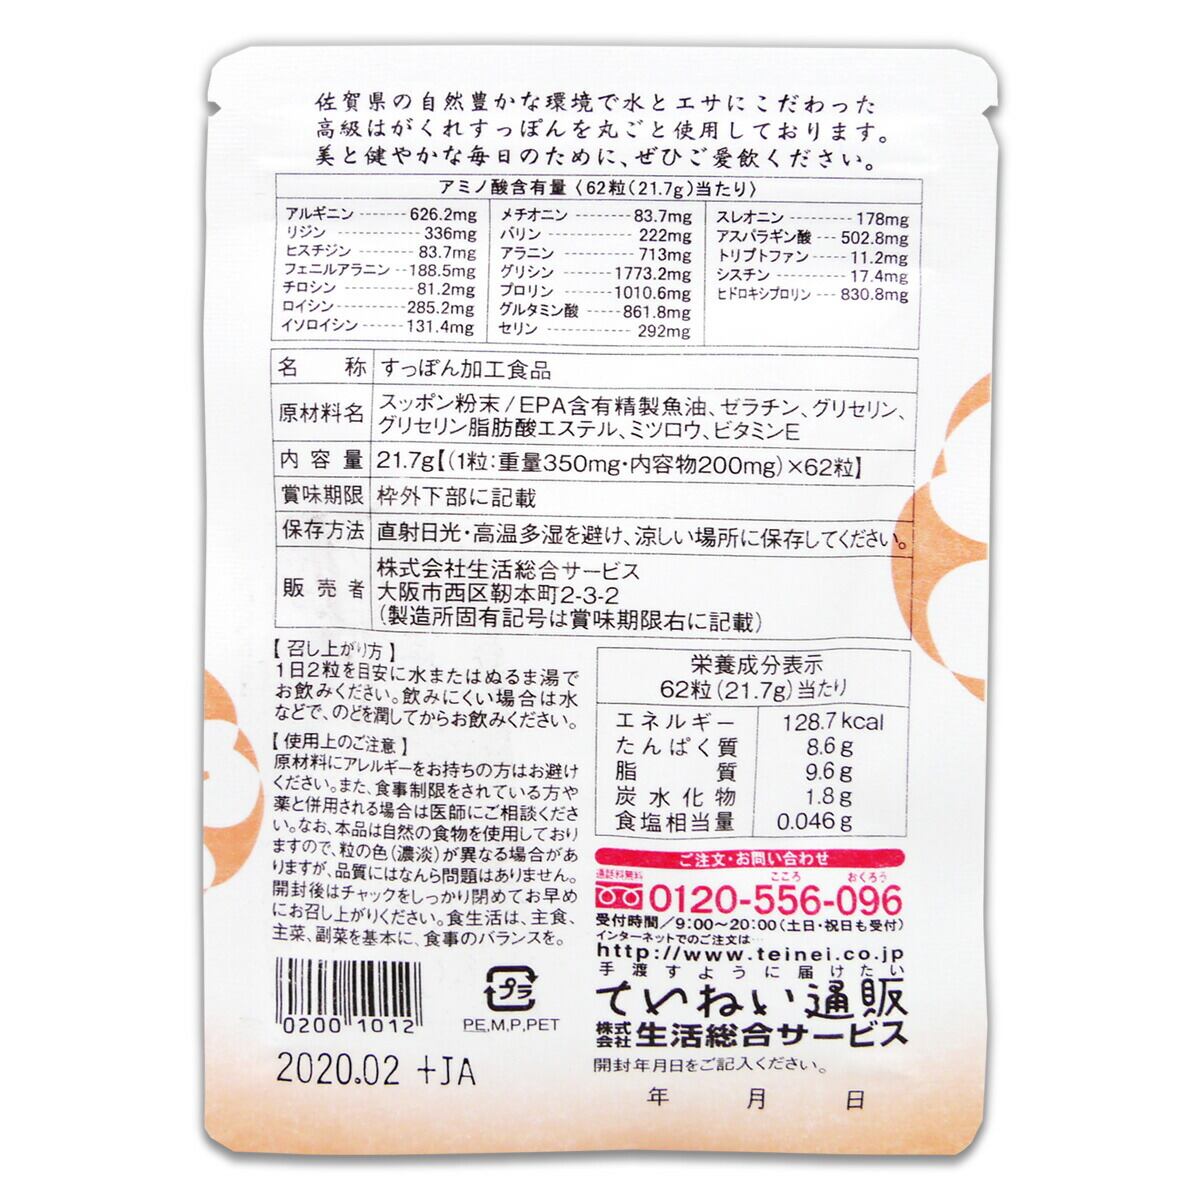 佐賀県の自然豊かな環境で水とエサにこだわった
高級はがくれすっぽんを丸ごと使用しております。
美と健やかな毎日のために、ぜひご愛飲ください。
アミノ酸含有量〈62粒(21.7g)当たり〉
アルギニン 626.2mg
リジン 336mg
ヒスチジン 83.7mg
フェニルアラニン 188.5mg
チロシン 81.2mg
ロイシン 285.2mg
イソロイシン 131.4mg
メチオニン 83.7mg
バリン 222mg
アラニン 713mg
グリシン 1773.2mg
プロリン 1010.6mg
グルタミン酸 861.8mg
セリン 292mg
スレオニン 178mg
アスパラギン酸 502.8mg
トリプトファン 11.2mg
シスチン 17.4mg
ヒドロキシプロリン 830.8mg
名称 すっぽん加工食品
原材料名 スッポン粉末/EPA含有精製魚油、ゼラチン、グリセリン、
グリセリン脂肪酸エステル、ミツロウ、ビタミンE
内容量 21.7g【(1粒:重量350mg・内容物200mg)×62粒】
賞味期限 枠外下部に記載
保存方法 直射日光・高温多湿を避け、涼しい場所に保存してください。
販売者 株式会社生活総合サービス
大阪市西区靭本町2-3-2
(製造所固有記号は賞味期限右に記載)
【召し上がり方】
1日2粒を目安に水またはぬるま湯で
お飲みください。飲みにくい場合は水
などで、のどを潤してからお飲みください。
【使用上のご注意】
原材料にアレルギーをお持ちの方はお避け
ください。また、食事制限をされている方や
薬と併用される場合は医師にご相談くださ
い。なお、本品は自然の食物を使用しており
ますので、粒の色(濃淡)が異なる場合があ
りますが、品質にはなんら問題はありません。
開封後はチャックをしっかり閉めてお早め
にお召し上がりください。食生活は、主食、
主菜、副菜を基本に、食事のバランスを。
02001012
プラ
PE,M,P,PET
2020.02 +JA
栄養成分表示
62粒(21.7g)当たり
エネルギー 128.7kcal
たんぱく質 8.6g
脂質 9.6g
炭水化物 1.8g
食塩相当量 0.046g
ご注文・お問い合わせ
通話料無料 こころ おくろう
0120-556-096
受付時間/9:00〜20:00(土日・祝日も受付)
インターネットでのご注文は…
http://www.teinei.co.jp
手渡すように届けたい
ていねい通販
株式会社 生活総合サービス
開封年月日をご記入ください。
年 月 日